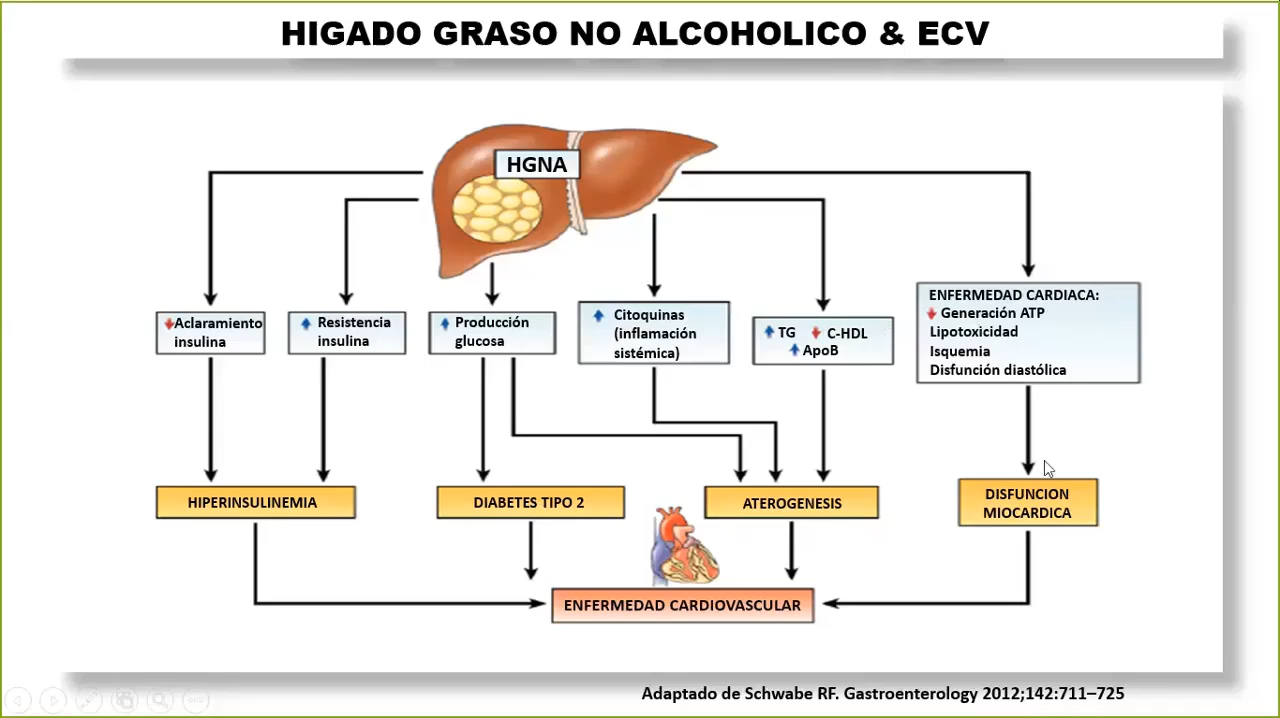 HIGADO GRASO NO ALCOHOLICO & ECV
HGNA
Aclaramiento
insulina
Resistencia
insulina
Producción
glucosa
Citoquinas
(inflamación
sistémica)
TG C-HDL
ApoB
ENFERMEDAD CARDIACA:
Generación ATP
Lipotoxicidad
Isquemia
Disfunción diastólica
HIPERINSULINEMIA
DIABETES TIPO 2
ATEROGENESIS
DISFUNCION
MIOCARDICA
ENFERMEDAD CARDIOVASCULAR
Adaptado de Schwabe RF. Gastroenterology 2012;142:711–725